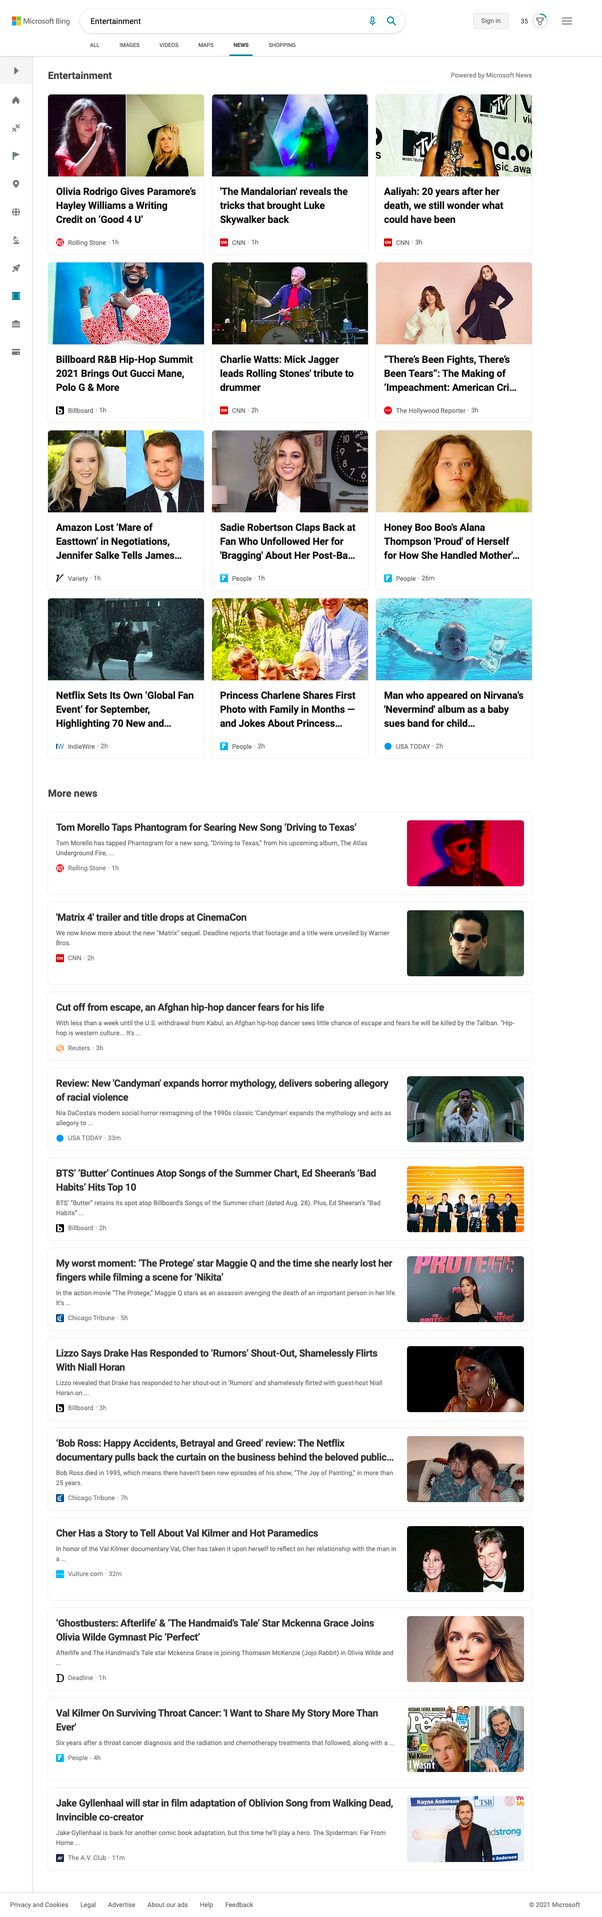 Microsoft Bing
Entertainment
Sign in
35
ALL
IMAGES
VIDEOS
MAPS
NEWS
SHOPPING
Entertainment
Powered by Microsoft News
Olivia Rodrigo Gives Paramore's
Hayley Williams a Writing
Credit on ‘Good 4 U’
Rolling Stone · 1h
'The Mandalorian' reveals the
tricks that brought Luke
Skywalker back
CNN · 1h
Aaliyah: 20 years after her
death, we still wonder what
could have been
CNN · 3h
Billboard R&B Hip-Hop Summit
2021 Brings Out Gucci Mane,
Polo G & More
Billboard · 1h
Charlie Watts: Mick Jagger
leads Rolling Stones' tribute to
drummer
CNN · 2h
“There's Been Fights, There's
Been Tears”: The Making of
‘Impeachment: American Cri...
The Hollywood Reporter · 3h
Amazon Lost ‘Mare of
Easttown’ in Negotiations,
Jennifer Salke Tells James...
Variety · 1h
Sadie Robertson Claps Back at
Fan Who Unfollowed Her for
'Bragging' About Her Post-Ba...
People · 1h
Honey Boo Boo's Alana
Thompson 'Proud' of Herself
for How She Handled Mother'...
People · 26m
Netflix Sets Its Own ‘Global Fan
Event’ for September,
Highlighting 70 New and...
IndieWire · 2h
Princess Charlene Shares First
Photo with Family in Months —
and Jokes About Princess...
People · 2h
Man who appeared on Nirvana's
'Nevermind' album as a baby
sues band for child...
USA TODAY · 2h
More news
Tom Morello Taps Phantogram for Searing New Song ‘Driving to Texas’
Tom Morello has tapped Phantogram for a new song, “Driving to Texas,” from his upcoming album, The Atlas
Underground Fire, ...
Rolling Stone · 1h
'Matrix 4' trailer and title drops at CinemaCon
We now know more about the new "Matrix" sequel. Deadline reports that footage and a title were unveiled by Warner
Bros.
CNN · 2h
Cut off from escape, an Afghan hip-hop dancer fears for his life
With less than a week until the U.S. withdrawal from Kabul, an Afghan hip-hop dancer sees little chance of escape and fears he will be killed by the Taliban. "Hip-
hop is western culture... It's ...
Reuters · 3h
Review: New 'Candyman' expands horror mythology, delivers sobering allegory
of racial violence
Nia DaCosta's modern social horror reimagining of the 1990s classic 'Candyman' expands the mythology and acts as
allegory to ...
USA TODAY · 33m
BTS' ‘Butter’ Continues Atop Songs of the Summer Chart, Ed Sheeran's ‘Bad
Habits’ Hits Top 10
BTS' "Butter" retains its spot atop Billboard's Songs of the Summer chart (dated Aug. 28). Plus, Ed Sheeran's "Bad
Habits" ...
Billboard · 2h
My worst moment: ‘The Protege’ star Maggie Q and the time she nearly lost her
fingers while filming a scene for ‘Nikita’
In the action movie “The Protege,” Maggie Q stars as an assassin avenging the death of an important person in her life.
It's ...
Chicago Tribune · 5h
PROTEGE
Lizzo Says Drake Has Responded to ‘Rumors’ Shout-Out, Shamelessly Flirts
With Niall Horan
Lizzo revealed that Drake has responded to her shout-out in 'Rumors' and shamelessly flirted with guest-host Niall
Horan on ...
Billboard · 3h
‘Bob Ross: Happy Accidents, Betrayal and Greed’ review: The Netflix
documentary pulls back the curtain on the business behind the beloved public...
Bob Ross died in 1995, which means there haven't been new episodes of his show, “The Joy of Painting,” in more than
25 years.
Chicago Tribune · 7h
Cher Has a Story to Tell About Val Kilmer and Hot Paramedics
In honor of the Val Kilmer documentary Val, Cher has taken it upon herself to reflect on her relationship with the man in
a ...
Vulture.com · 32m
‘Ghostbusters: Afterlife’ & ‘The Handmaid's Tale’ Star Mckenna Grace Joins
Olivia Wilde Gymnast Pic ‘Perfect’
Afterlife and The Handmaid's Tale star Mckenna Grace is joining Thomasin McKenzie (Jojo Rabbit) in Olivia Wilde and
...
Deadline · 1h
Val Kilmer On Surviving Throat Cancer: 'I Want to Share My Story More Than
Ever'
Six years after a throat cancer diagnosis and the radiation and chemotherapy treatments that followed, along with a ...
People · 4h
Jake Gyllenhaal will star in film adaptation of Oblivion Song from Walking Dead,
Invincible co-creator
Jake Gyllenhaal is back for another comic book adaptation, but this time he'll play a hero. The Spiderman: Far From
Home ...
The A.V. Club · 11m
Privacy and Cookies
Legal
Advertise
About our ads
Help
Feedback
© 2021 Microsoft